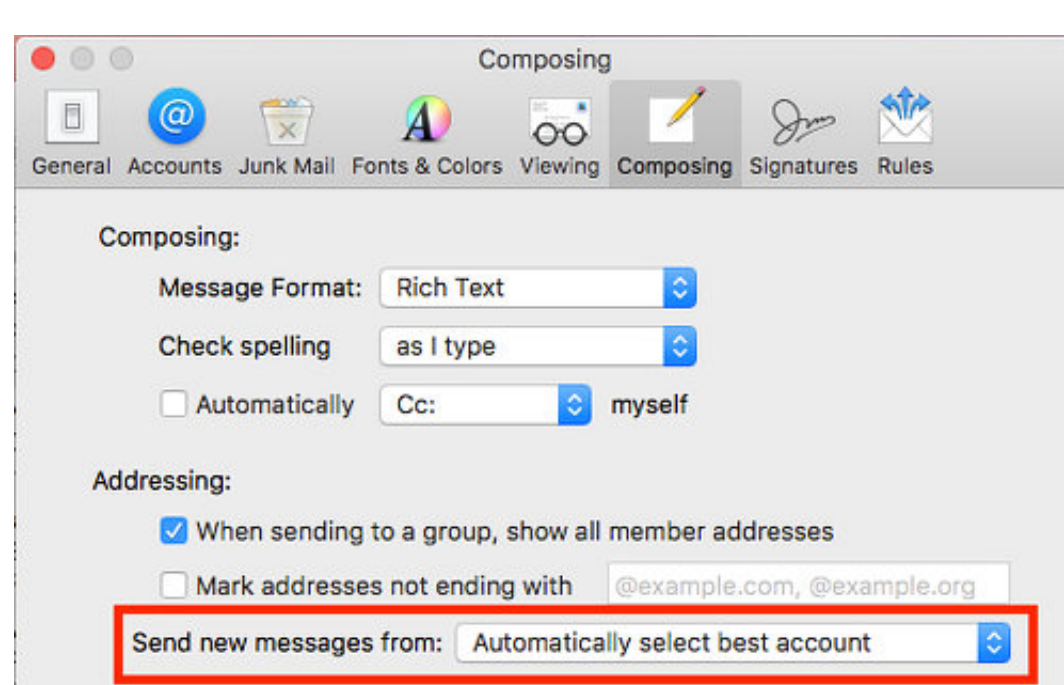 Composing
General Accounts Junk Mail Fonts & Colors Viewing Composing Signatures Rules
Composing:
Message Format: Rich Text
Check spelling as I type
Automatically Cc: myself
Addressing:
When sending to a group, show all member addresses
Mark addresses not ending with @example.com, @example.org
Send new messages from: Automatically select best account